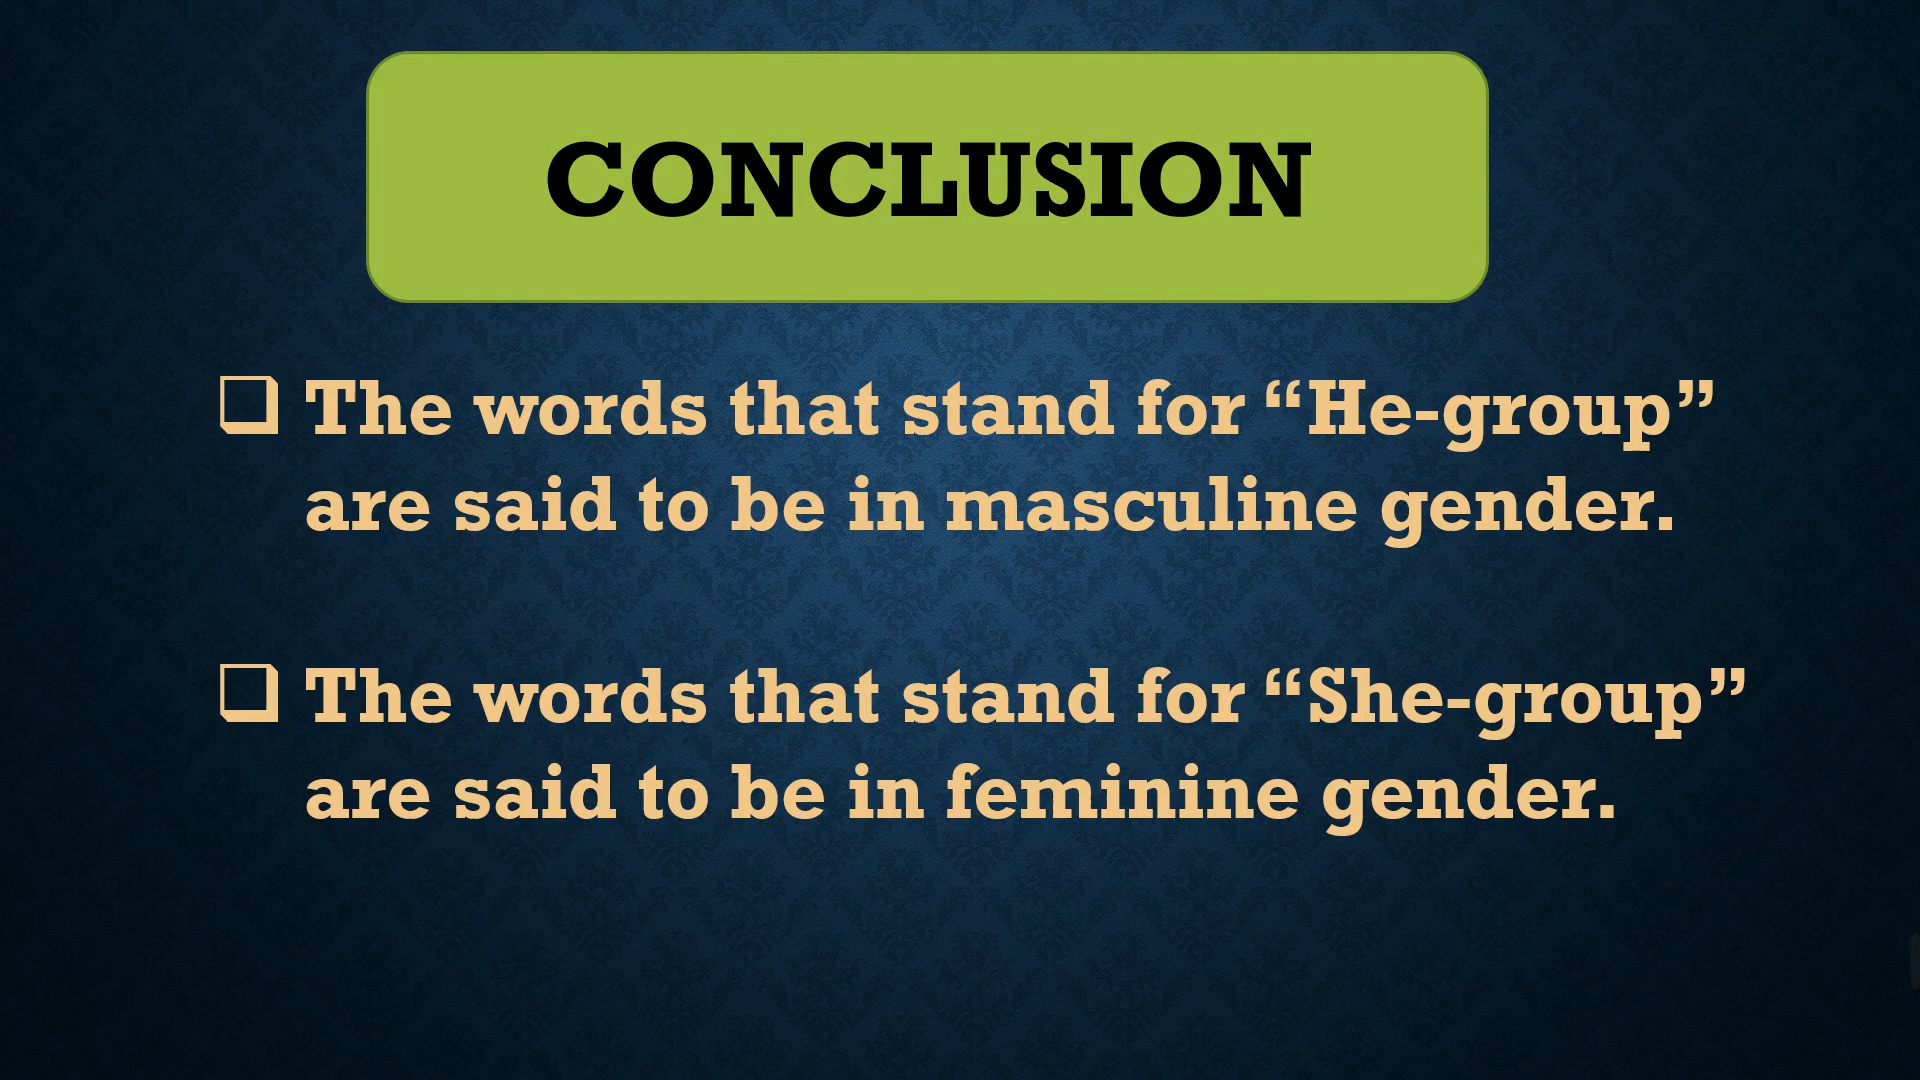 CONCLUSION
❑ The words that stand for “He-group”
are said to be in masculine gender.
❑ The words that stand for “She-group”
are said to be in feminine gender.